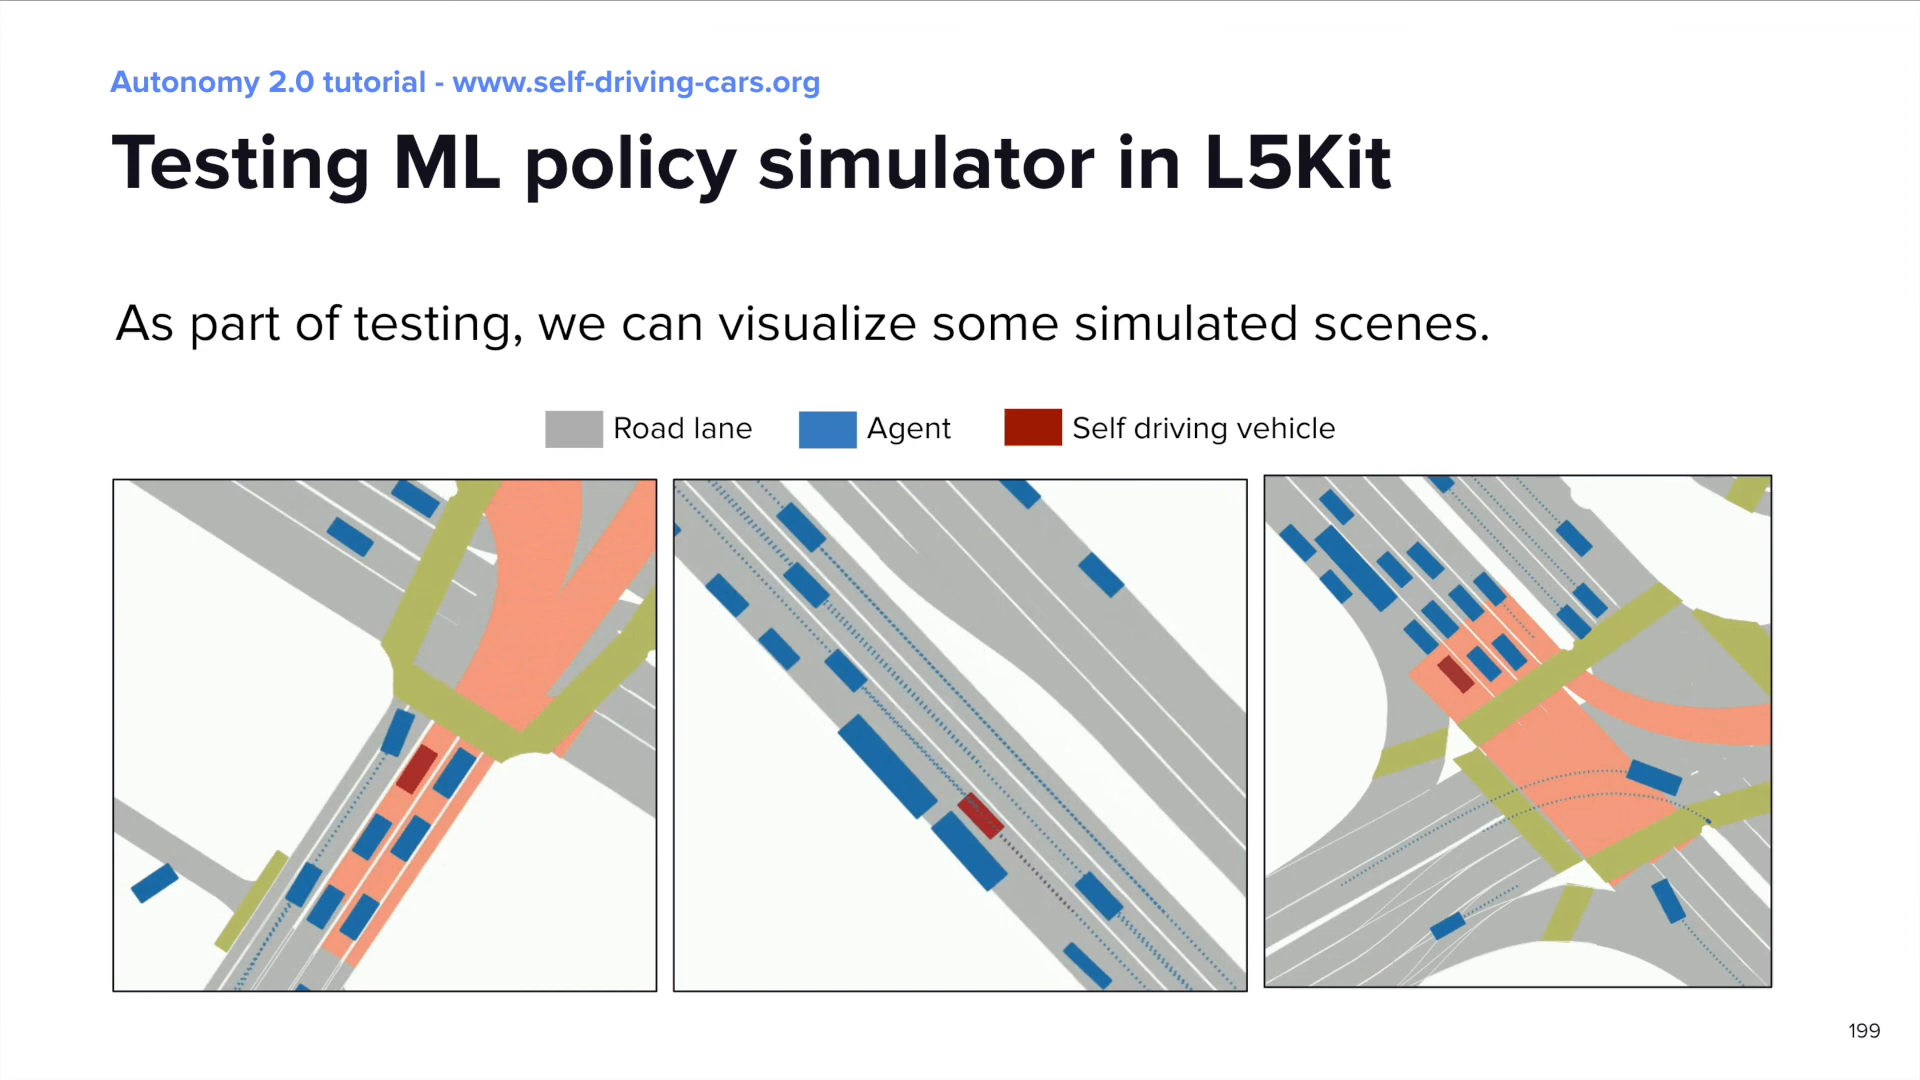 Autonomy 2.0 tutorial - www.self-driving-cars.org
Testing ML policy simulator in L5Kit
As part of testing, we can visualize some simulated scenes.
Road lane Agent Self driving vehicle
199